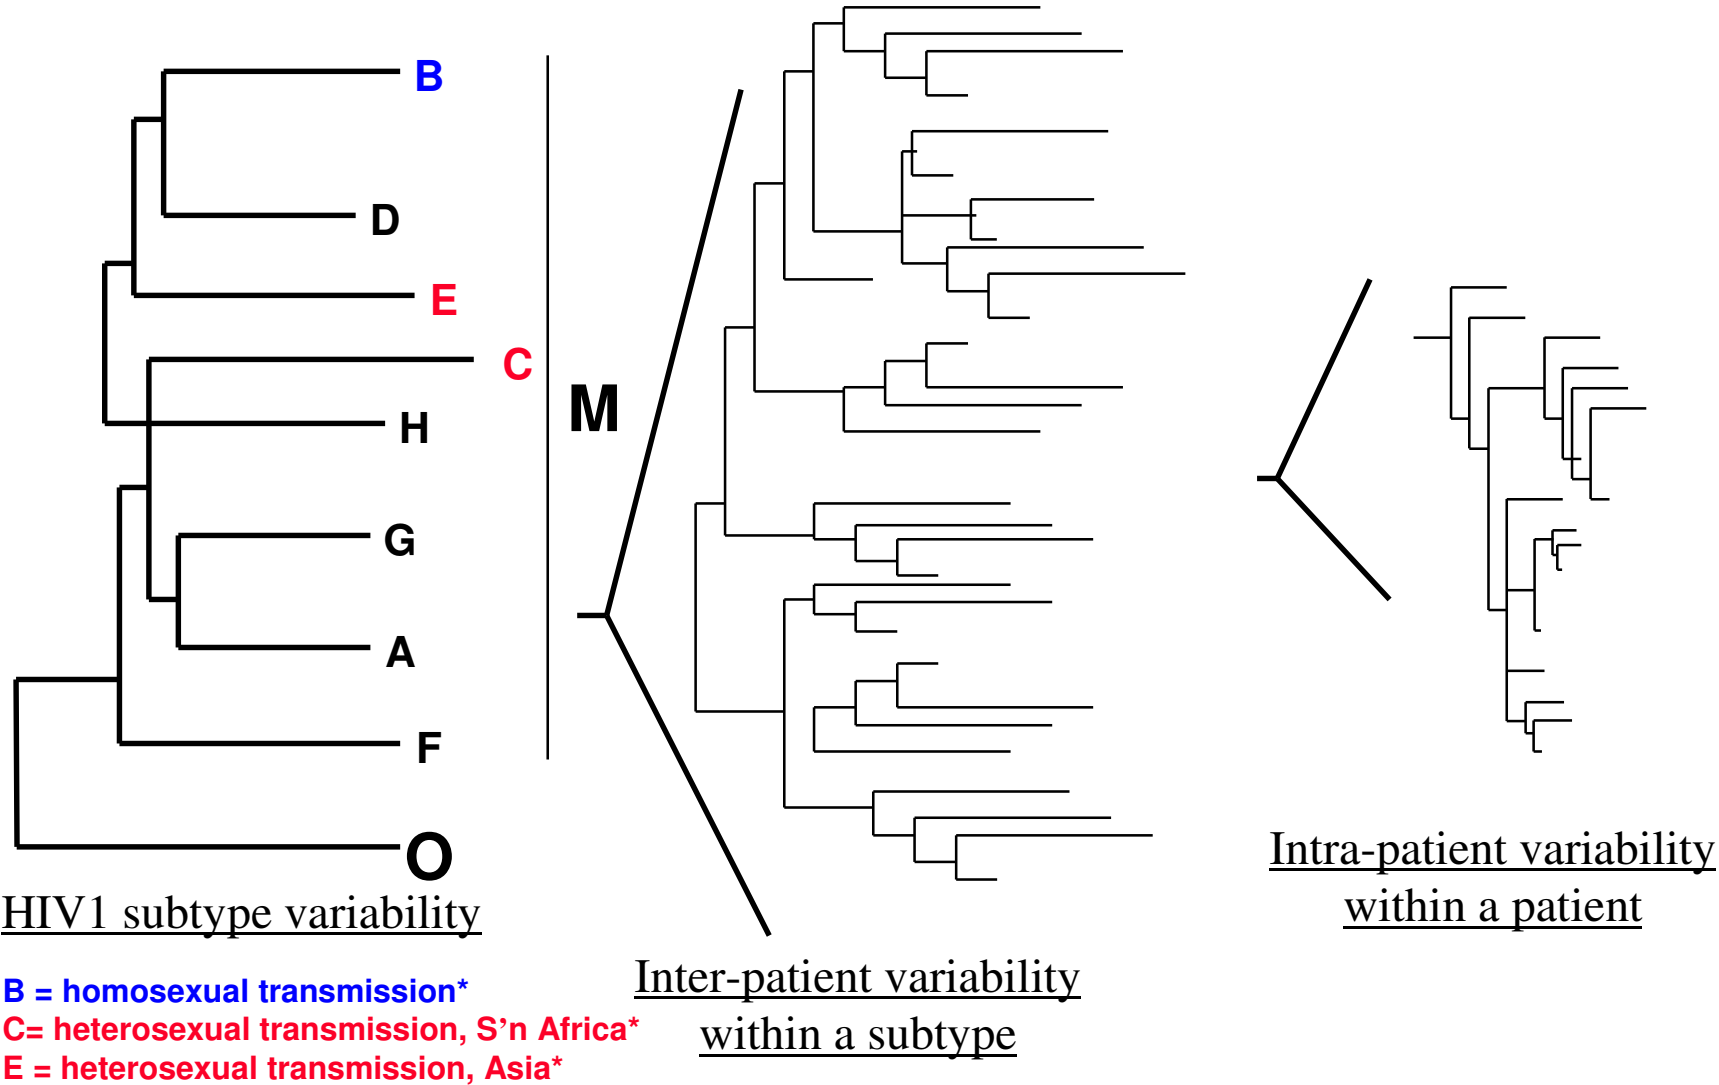 B
D
E
C
H
G
A
F
O
M
HIV1 subtype variability
B = homosexual transmission*
C= heterosexual transmission, S’n Africa*
E = heterosexual transmission, Asia*
Inter-patient variability
within a subtype
Intra-patient variability
within a patient